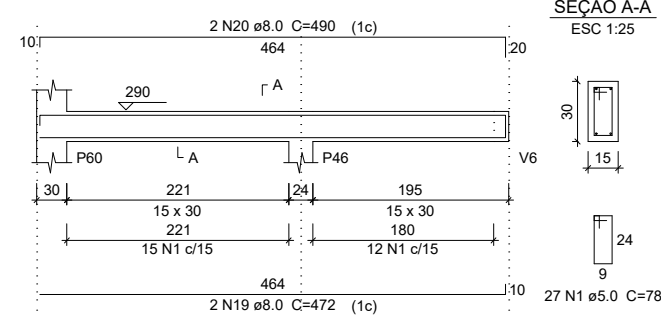 SEÇÃO A-A
ESC 1:25
2 N20 ø8.0 C=490 (1c)
10
464
20
A
290
30
15
A
P60
P46
V6
30
221
24
195
15 x 30
15 x 30
221
180
15 N1 c/15
12 N1 c/15
24
9
27 N1 ø5.0 C=78
464
10
2 N19 ø8.0 C=472 (1c)